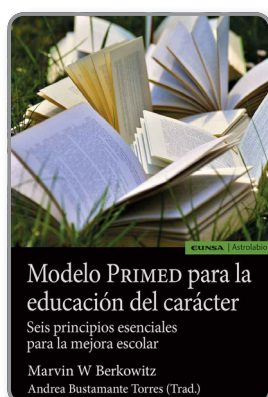 EUNSA | Astrolabio
Modelo PRIMED para la
educación del carácter
Seis principios esenciales
para la mejora escolar
Marvin W Berkowitz
Andrea Bustamante Torres (Trad.)